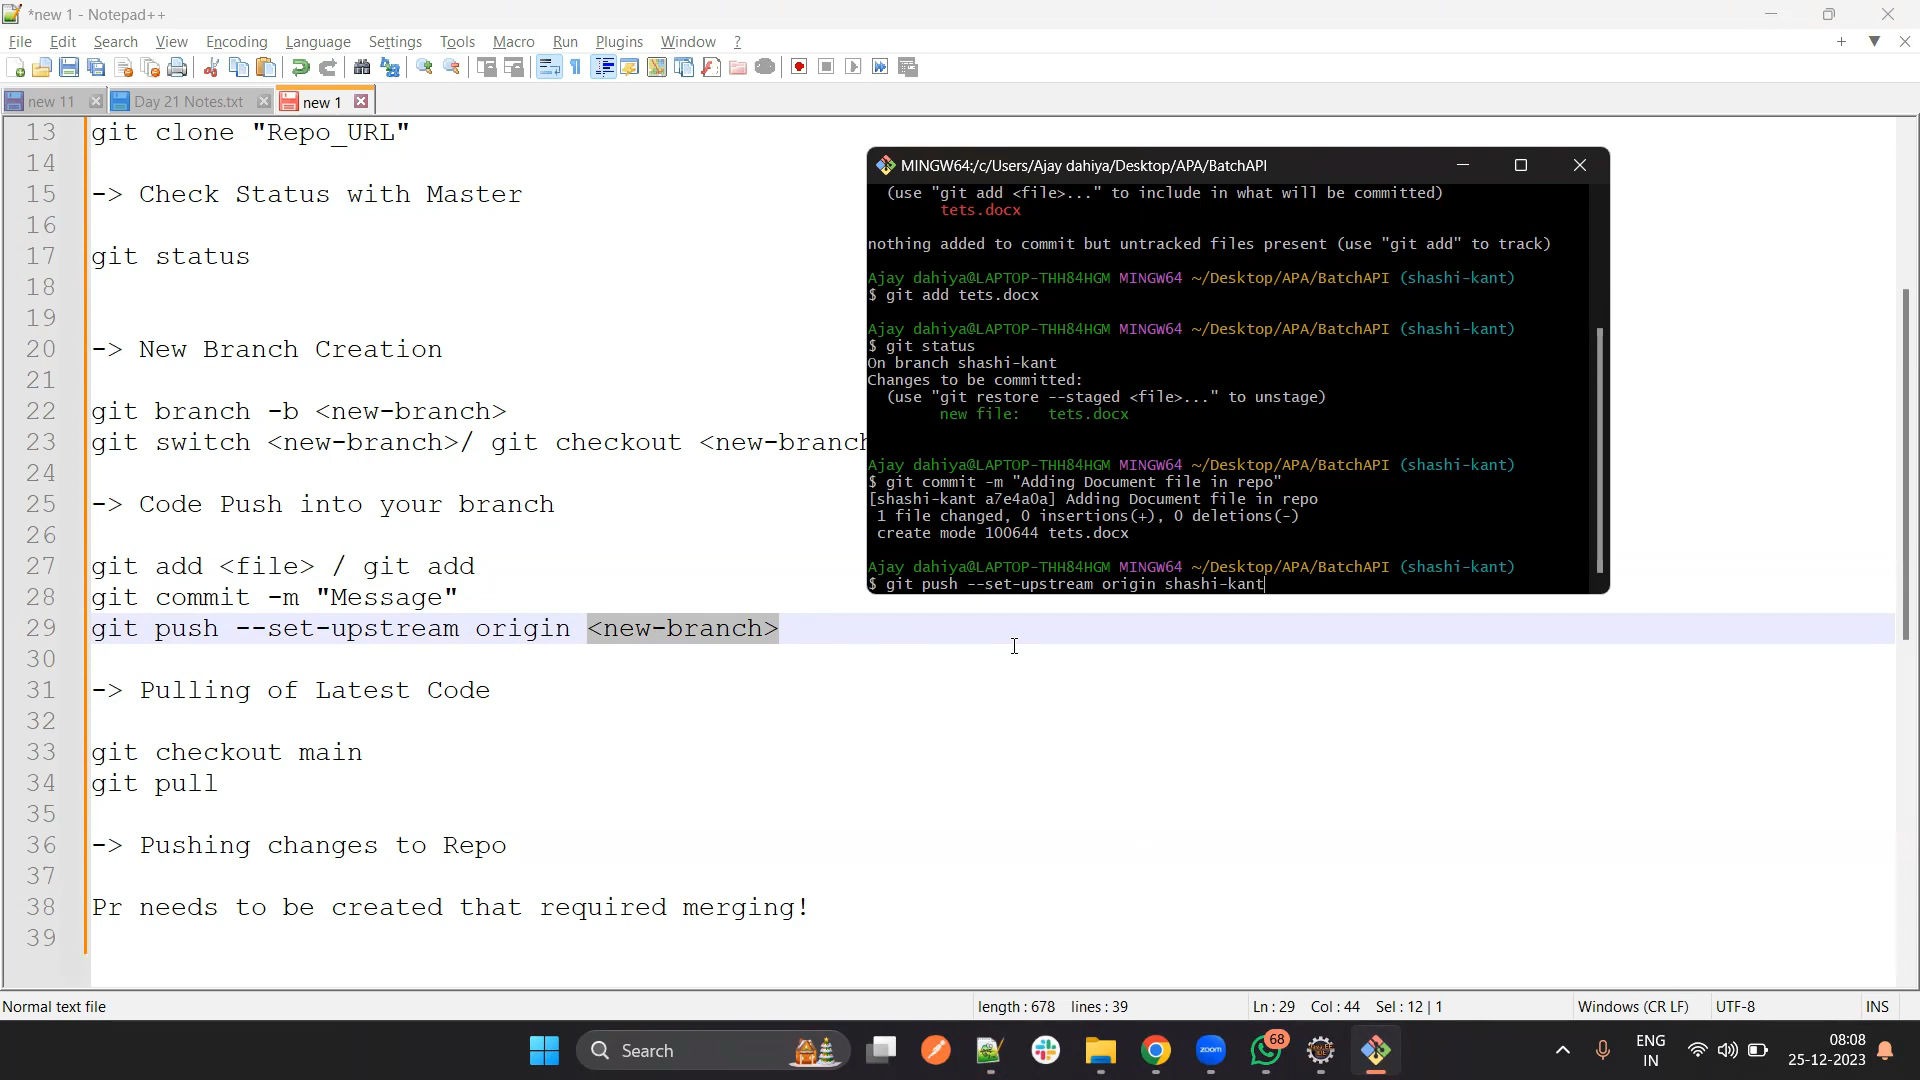 *new 1 - Notepad++
File Edit Search View Encoding Language Settings Tools Macro Run Plugins Window ?
new 11 Day 21 Notes.txt new 1
13 git clone "Repo_URL"
14
15 -> Check Status with Master
16
17 git status
18
19
20 -> New Branch Creation
21
22 git branch -b <new-branch>
23 git switch <new-branch>/ git checkout <new-branch
24
25 -> Code Push into your branch
26
27 git add <file> / git add
28 git commit -m "Message"
29 git push --set-upstream origin <new-branch>
30
31 -> Pulling of Latest Code
32
33 git checkout main
34 git pull
35
36 -> Pushing changes to Repo
37
38 Pr needs to be created that required merging!
39
MINGW64:/c/Users/Ajay dahiya/Desktop/APA/BatchAPI
(use "git add <file>..." to include in what will be committed)
tets.docx
nothing added to commit but untracked files present (use "git add" to track)
Ajay dahiya@LAPTOP-THH84HGM MINGW64 ~/Desktop/APA/BatchAPI (shashi-kant)
$ git add tets.docx
Ajay dahiya@LAPTOP-THH84HGM MINGW64 ~/Desktop/APA/BatchAPI (shashi-kant)
$ git status
On branch shashi-kant
Changes to be committed:
(use "git restore --staged <file>..." to unstage)
new file: tets.docx
Ajay dahiya@LAPTOP-THH84HGM MINGW64 ~/Desktop/APA/BatchAPI (shashi-kant)
$ git commit -m "Adding Document file in repo"
[shashi-kant a7e4a0a] Adding Document file in repo
1 file changed, 0 insertions(+), 0 deletions(-)
create mode 100644 tets.docx
Ajay dahiya@LAPTOP-THH84HGM MINGW64 ~/Desktop/APA/BatchAPI (shashi-kant)
$ git push --set-upstream origin shashi-kant
Normal text file length : 678 lines : 39 Ln : 29 Col : 44 Sel : 12 | 1 Windows (CR LF) UTF-8 INS
Search zoom 68 ENG 08:08
IN 25-12-2023